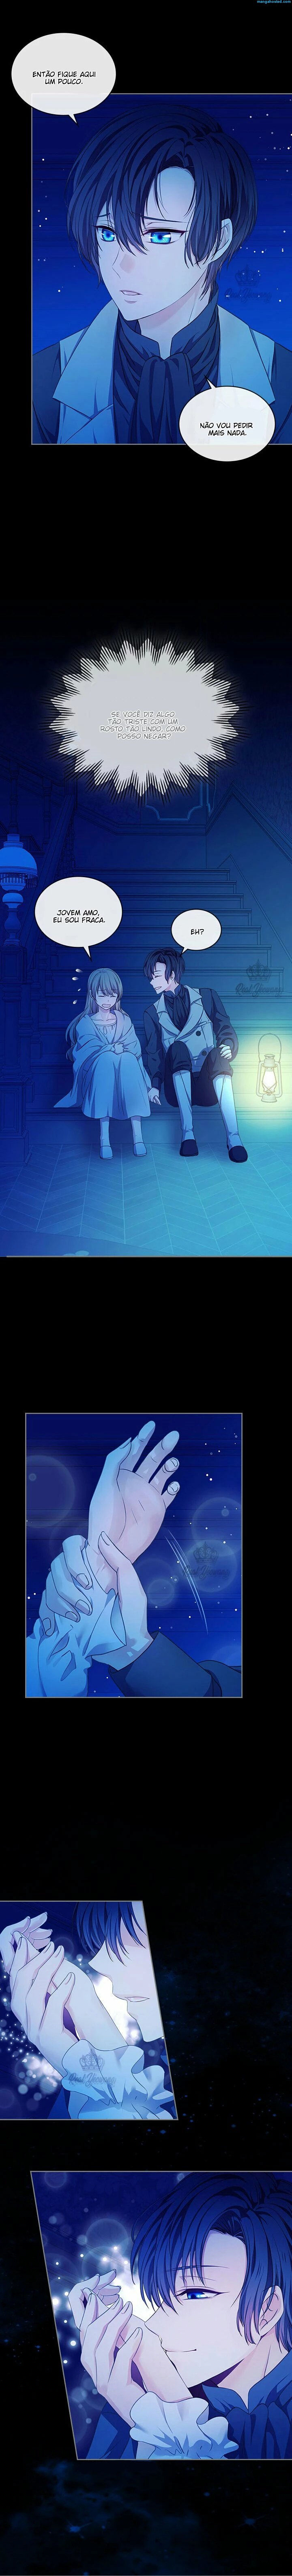 ENTÃO FIQUE AQUI
UM POUCO.
NÃO VOU PEDIR
MAIS NADA.
SE VOCÊ DIZ ALGO
TÃO TRISTE COM UM
ROSTO TÃO LINDO, COMO
POSSO NEGAR?
JOVEM AMO,
EU SOU FRACA.
EH?